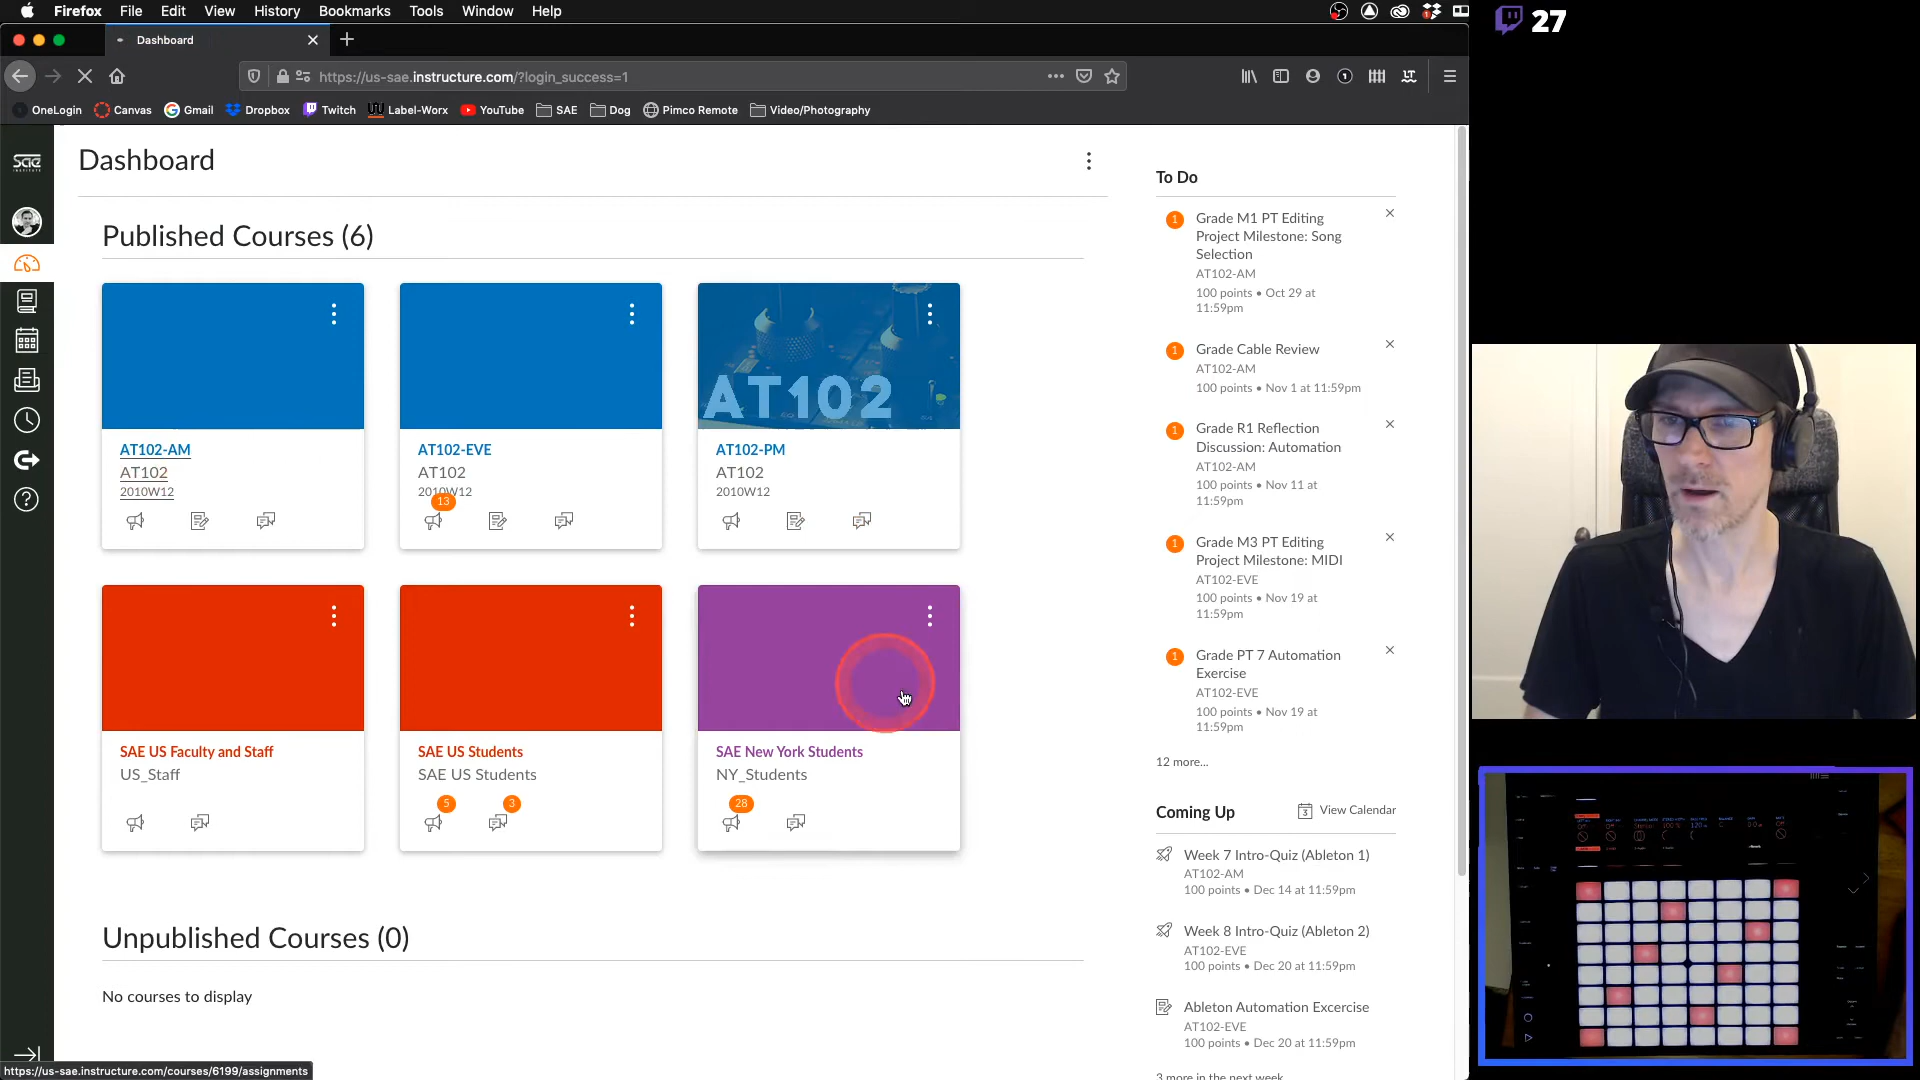 Firefox File Edit View History Bookmarks Tools Window Help
27
Dashboard
https://us-sae.instructure.com/?login_success=1
OneLogin Canvas Gmail Dropbox Twitch Label-Worx YouTube SAE Dog Pimco Remote Video/Photography
sae
INSTITUTE
Dashboard
Published Courses (6)
AT102-AM
AT102
2010W12
AT102-EVE
AT102
2010W12
13
AT102
AT102-PM
AT102
2010W12
SAE US Faculty and Staff
US_Staff
SAE US Students
SAE US Students
5
3
SAE New York Students
NY_Students
28
Unpublished Courses (0)
No courses to display
To Do
1
Grade M1 PT Editing
Project Milestone: Song
Selection
AT102-AM
100 points • Oct 29 at
11:59pm
1
Grade Cable Review
AT102-AM
100 points • Nov 1 at 11:59pm
1
Grade R1 Reflection
Discussion: Automation
AT102-AM
100 points • Nov 11 at
11:59pm
1
Grade M3 PT Editing
Project Milestone: MIDI
AT102-EVE
100 points • Nov 19 at
11:59pm
1
Grade PT 7 Automation
Exercise
AT102-EVE
100 points • Nov 19 at
11:59pm
12 more...
Coming Up
3
View Calendar
Week 7 Intro-Quiz (Ableton 1)
AT102-AM
100 points • Dec 14 at 11:59pm
Week 8 Intro-Quiz (Ableton 2)
AT102-EVE
100 points • Dec 20 at 11:59pm
Ableton Automation Excercise
AT102-EVE
100 points • Dec 20 at 11:59pm
3 more in the next week
https://us-sae.instructure.com/courses/6199/assignments